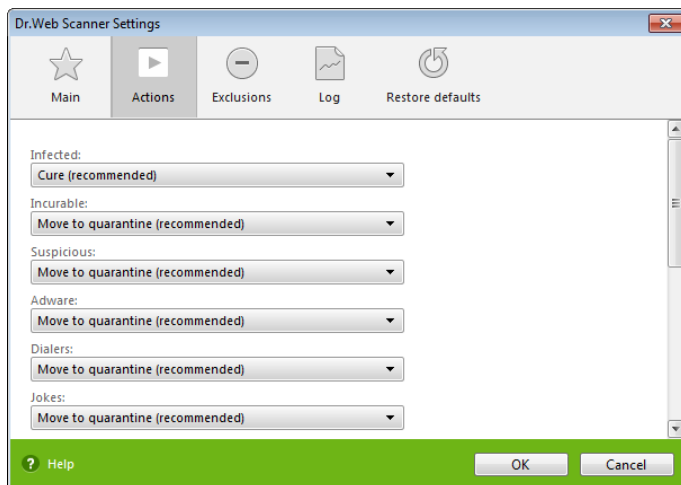 Dr.Web Scanner Settings
Main
Actions
Exclusions
Log
Restore defaults
Infected:
Cure (recommended)
Incurable:
Move to quarantine (recommended)
Suspicious:
Move to quarantine (recommended)
Adware:
Move to quarantine (recommended)
Dialers:
Move to quarantine (recommended)
Jokes:
Move to quarantine (recommended)
? Help
OK
Cancel